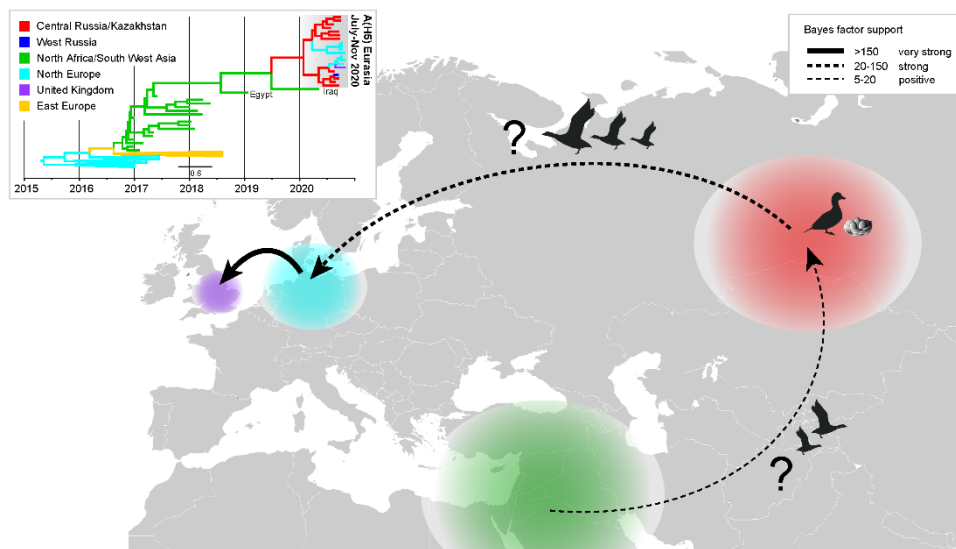 Central Russia/Kazakhstan
West Russia
North Africa/South West Asia
North Europe
United Kingdom
East Europe
A(H5) Eurasia
July-Nov 2020
Egypt
Iraq
0.6
2015 2016 2017 2018 2019 2020
Bayes factor support
>150 very strong
20-150 strong
5-20 positive
?
?